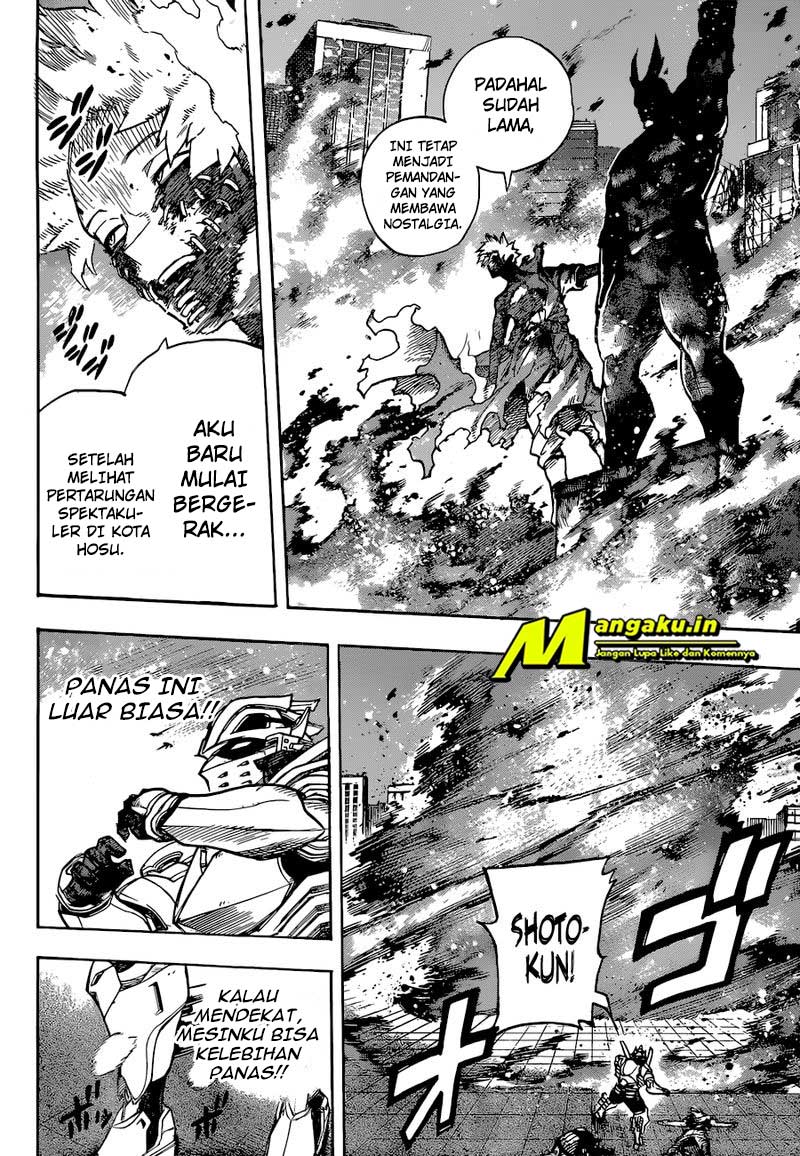 PADAHAL
SUDAH
LAMA,
INI TETAP
MENJADI
PEMANDAN-
GAN YANG
MEMBAWA
NOSTALGIA.
AKU
BARU
MULAI
BERGE-
RAK...
SETELAH
MELIHAT
PERTARUNGAN
SPEKTAKU-
LER DI KOTA
HOSU.
Mangaku.in
Jangan Lupa Like dan Komennya
SHOTO-
KUN!
ゴオ
PANAS INI
LUAR BIASA!!
KALAU
MENDEKAT,
MESINKU BISA
KELEBIHAN
PANAS!!